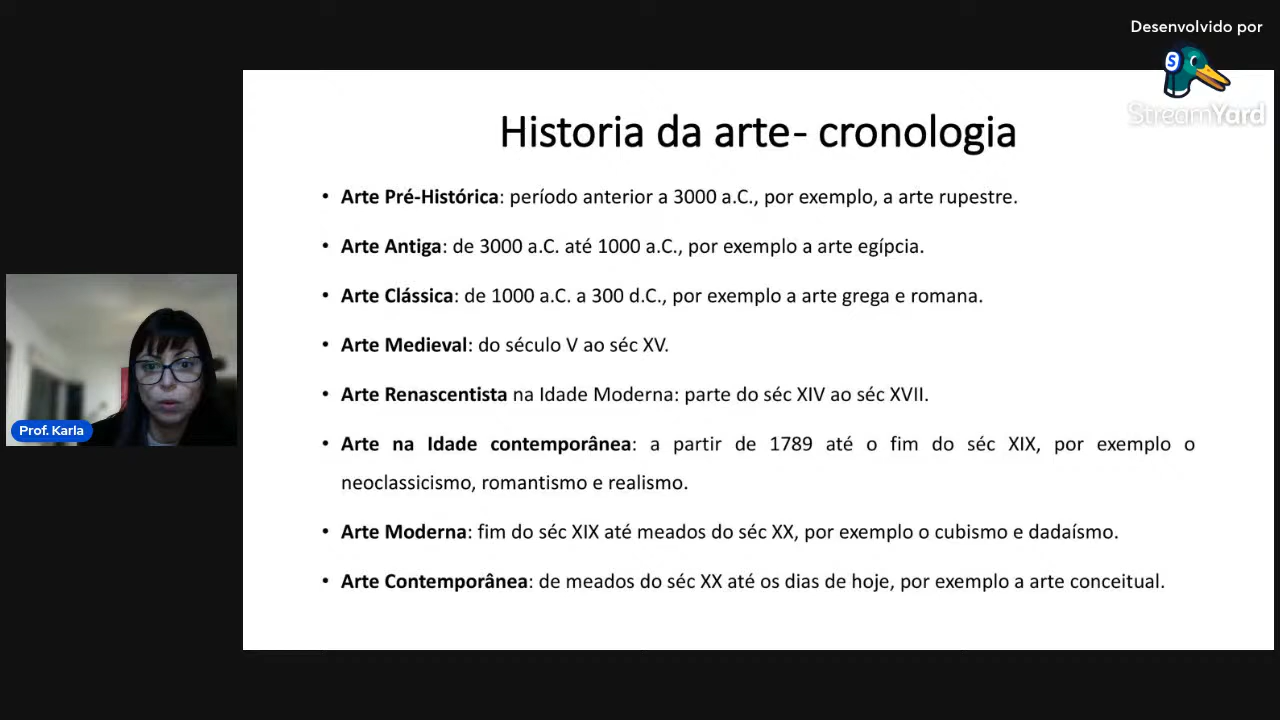 Desenvolvido por
StreamYard
Historia da arte- cronologia
• Arte Pré-Histórica: período anterior a 3000 a.C., por exemplo, a arte rupestre.
• Arte Antiga: de 3000 a.C. até 1000 a.C., por exemplo a arte egípcia.
• Arte Clássica: de 1000 a.C. a 300 d.C., por exemplo a arte grega e romana.
• Arte Medieval: do século V ao séc XV.
• Arte Renascentista na Idade Moderna: parte do séc XIV ao séc XVII.
• Arte na Idade contemporânea: a partir de 1789 até o fim do séc XIX, por exemplo o
neoclassicismo, romantismo e realismo.
• Arte Moderna: fim do séc XIX até meados do séc XX, por exemplo o cubismo e dadaísmo.
• Arte Contemporânea: de meados do séc XX até os dias de hoje, por exemplo a arte conceitual.
Prof. Karla